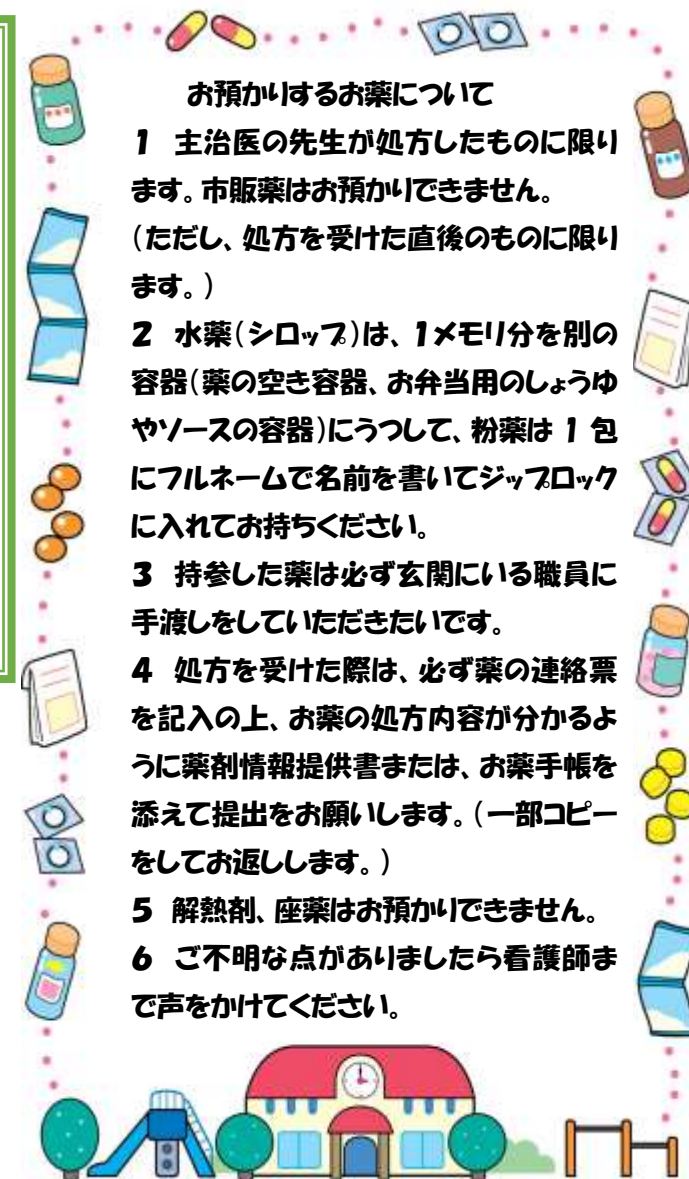 お預かりするお薬について
1 主治医の先生が処方したものに限り
ます。市販薬はお預かりできません。
(ただし、処方を受けた直後のものに限り
ます。)
2 水薬(シロップ)は、1メモリ分を別の
容器(薬の空き容器、お弁当用のしょうゆ
やソースの容器)にうつして、粉薬は 1 包
にフルネームで名前を書いてジップロック
に入れてお持ちください。
3 持参した薬は必ず玄関にいる職員に
手渡しをしていただきたいです。
4 処方を受けた際は、必ず薬の連絡票
を記入の上、お薬の処方内容が分かるよ
うに薬剤情報提供書または、お薬手帳を
添えて提出をお願いします。(一部コピー
をしてお返しします。)
5 解熱剤、座薬はお預かりできません。
6 ご不明な点がありましたら看護師ま
で声をかけてください。